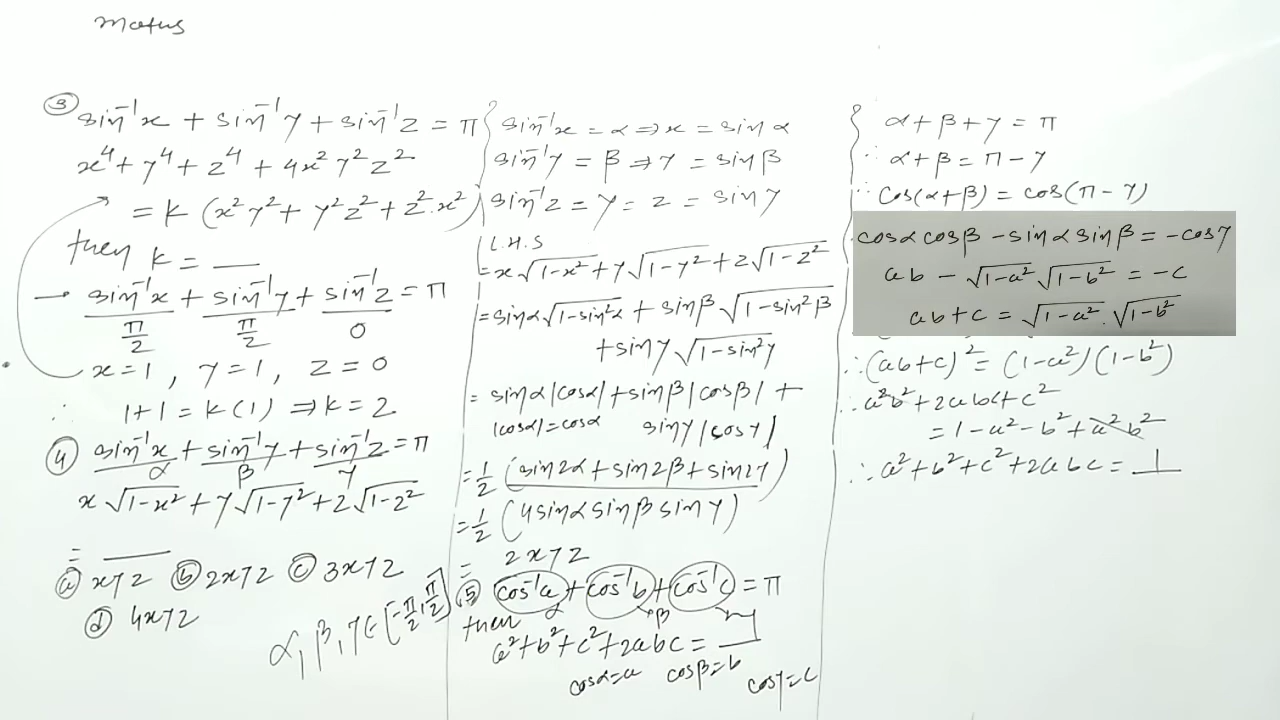 Maths
③ sin⁻¹x + sin⁻¹y + sin⁻¹z = π
x⁴ + y⁴ + z⁴ + 4x²y²z²
= K (x²y² + y²z² + z²·x²)
then K = __
→ sin⁻¹x + sin⁻¹y + sin⁻¹z = π
π/2 π/2 0
x = 1 , y = 1 , z = 0
∴ 1+1 = K(1) ⇒ K = 2
④ sin⁻¹x + sin⁻¹y + sin⁻¹z = π
α β γ
x√1-x² + y√1-y² + z√1-z²
= __
ⓐ xyz ⓑ 2xyz ⓒ 3xyz
ⓓ 4xyz
α, β, γ ∈ [-π/2, π/2]
sin⁻¹x = α ⇒ x = sin α
sin⁻¹y = β ⇒ y = sin β
sin⁻¹z = γ = z = sin γ
L.H.S
= x√1-x² + y√1-y² + z√1-z²
= sinα√1-sin²α + sinβ√1-sin²β
+ sinγ√1-sin²γ
= sinα|cosα| + sinβ|cosβ| +
|cosα| = cosα sinγ|cosγ|
= 1/2 (sin2α + sin2β + sin2γ)
= 1/2 (4sinα sinβ sinγ)
= 2xyz
⑤ cos⁻¹a + cos⁻¹b + cos⁻¹c = π
α β γ
then
a² + b² + c² + 2abc = __
cosα = a cosβ = b cosγ = c
α + β + γ = π
∴ α + β = π - γ
∴ cos(α+β) = cos(π - γ)
cosα cosβ - sinα sinβ = -cosγ
ab - √1-a² √1-b² = -c
ab + c = √1-a² . √1-b²
∴ (ab+c)² = (1-a²)(1-b²)
∴ a²b² + 2abc + c²
= 1 - a² - b² + a²b²
∴ a² + b² + c² + 2abc = 1